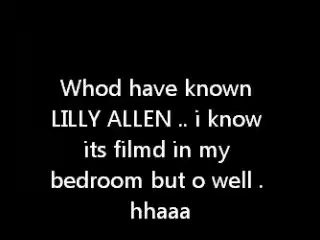 Whod have known
LILLY ALLEN .. i know
its filmd in my
bedroom but o well .
hhaaa